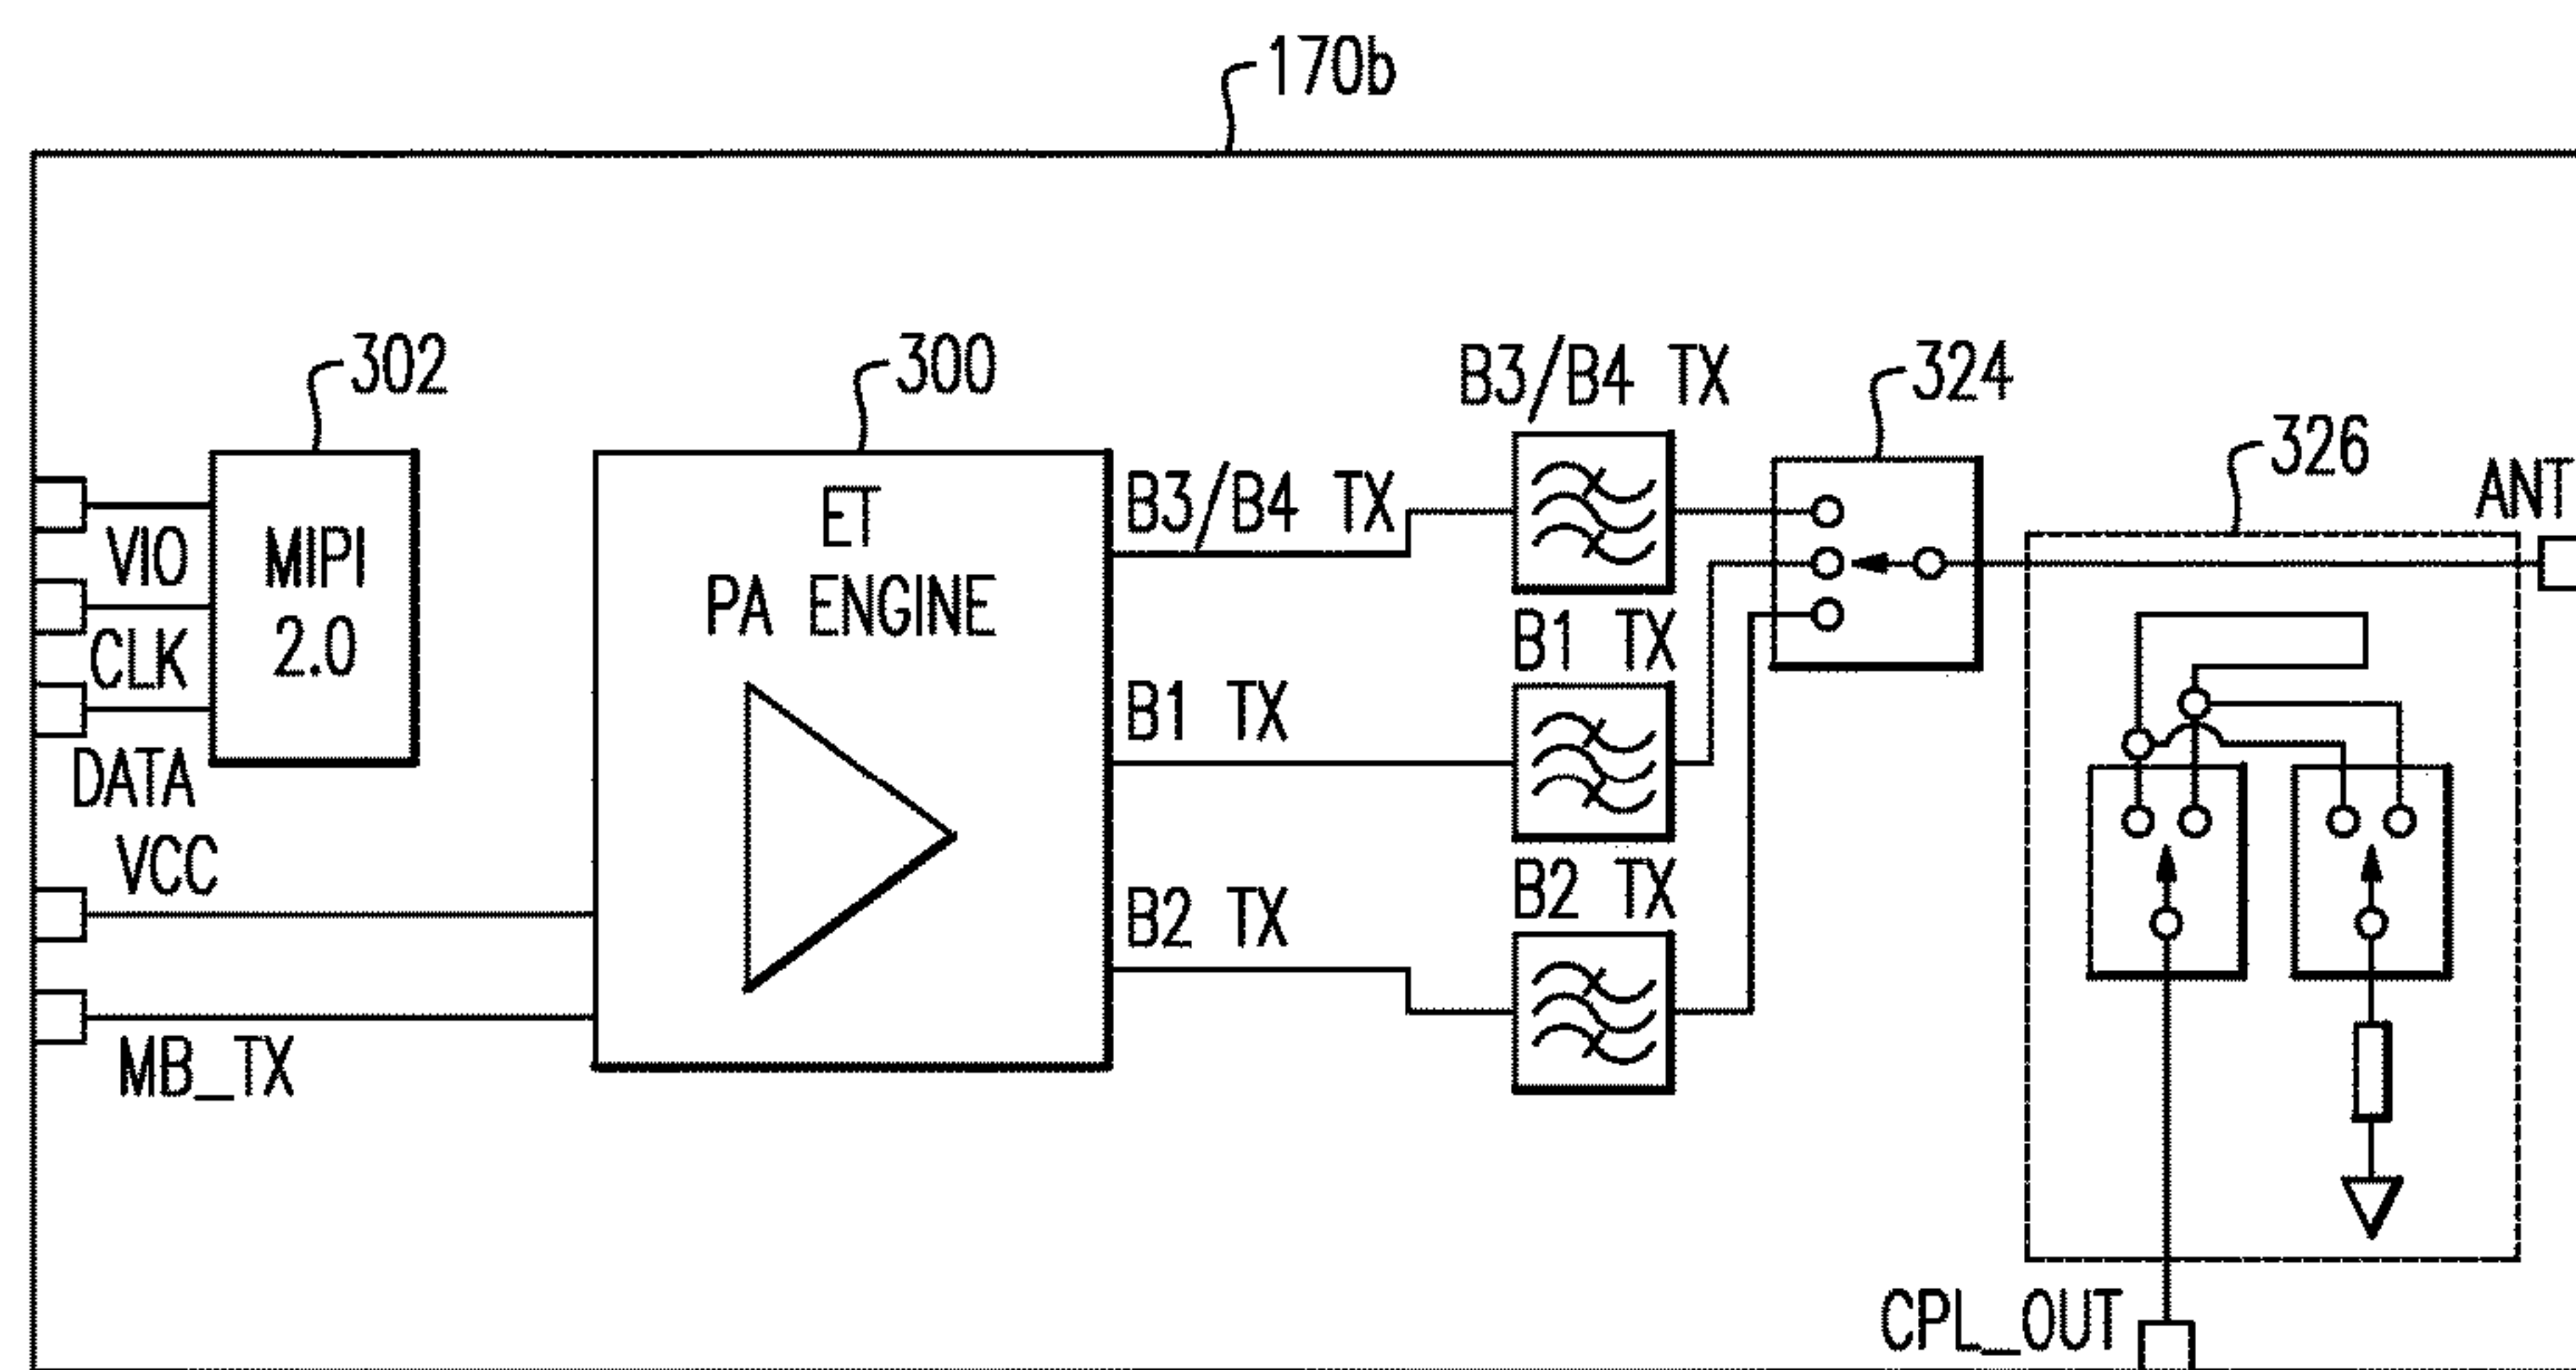 170b
302
300
B3/B4 TX
324
326
ANT
VIO
CLK
DATA
MIPI
2.0
ET
PA ENGINE
B3/B4 TX
B1 TX
B1 TX
VCC
B2 TX
B2 TX
MB_TX
CPL_OUT